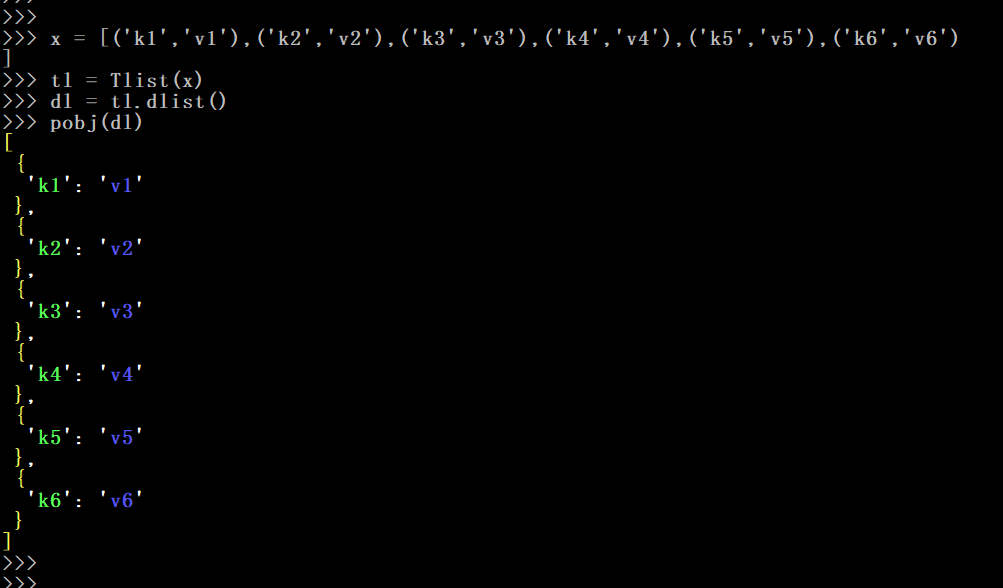 >>>
>>>
>>> x = [('k1','v1'),('k2','v2'),('k3','v3'),('k4','v4'),('k5','v5'),('k6','v6')
]
>>> tl = Tlist(x)
>>> dl = tl.dlist()
>>> pobj(dl)
[
 {
  'k1': 'v1'
 },
 {
  'k2': 'v2'
 },
 {
  'k3': 'v3'
 },
 {
  'k4': 'v4'
 },
 {
  'k5': 'v5'
 },
 {
  'k6': 'v6'
 }
]
>>>
>>>